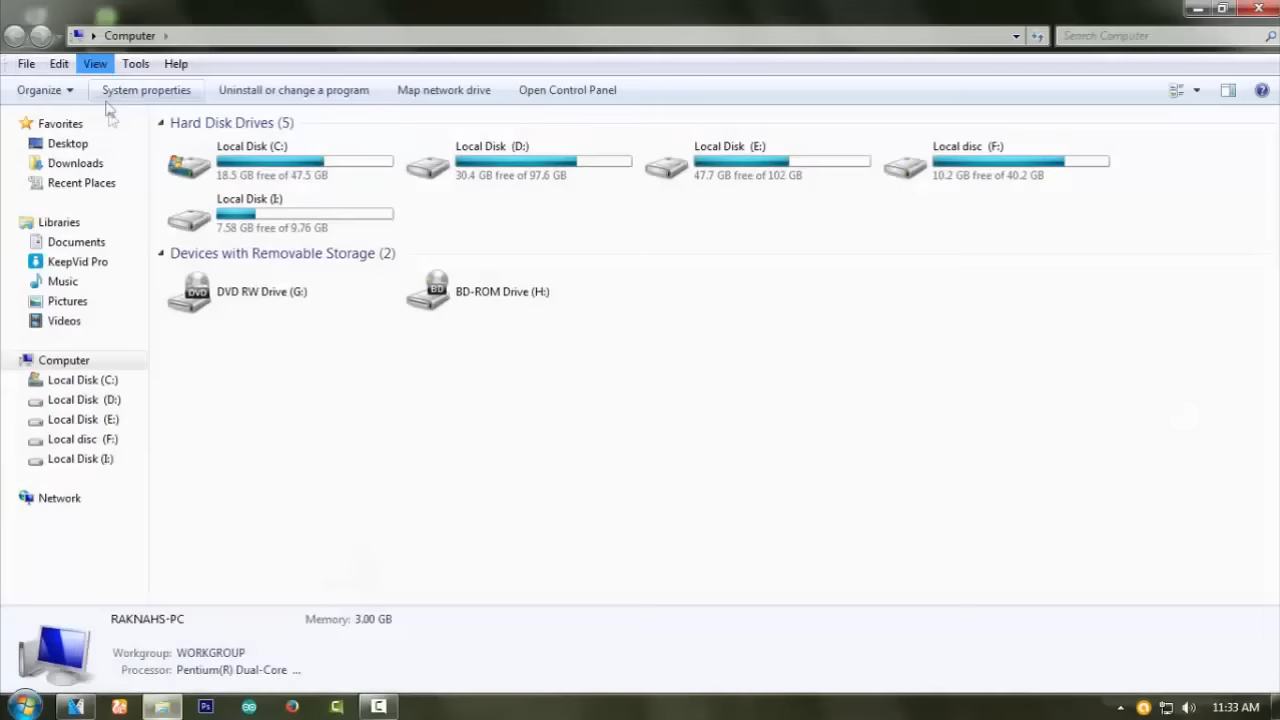 Computer
Search Computer
File Edit View Tools Help
Organize System properties Uninstall or change a program Map network drive Open Control Panel
Favorites
Desktop
Downloads
Recent Places
Libraries
Documents
KeepVid Pro
Music
Pictures
Videos
Computer
Local Disk (C:)
Local Disk (D:)
Local Disk (E:)
Local disc (F:)
Local Disk (I:)
Network
Hard Disk Drives (5)
Local Disk (C:)
18.5 GB free of 47.5 GB
Local Disk (D:)
30.4 GB free of 97.6 GB
Local Disk (E:)
47.7 GB free of 102 GB
Local disc (F:)
10.2 GB free of 40.2 GB
Local Disk (I:)
7.58 GB free of 9.76 GB
Devices with Removable Storage (2)
DVD
DVD RW Drive (G:)
BD
BD-ROM Drive (H:)
RAKNAHS-PC
Memory: 3.00 GB
Workgroup: WORKGROUP
Processor: Pentium(R) Dual-Core ...
Ps
11:33 AM